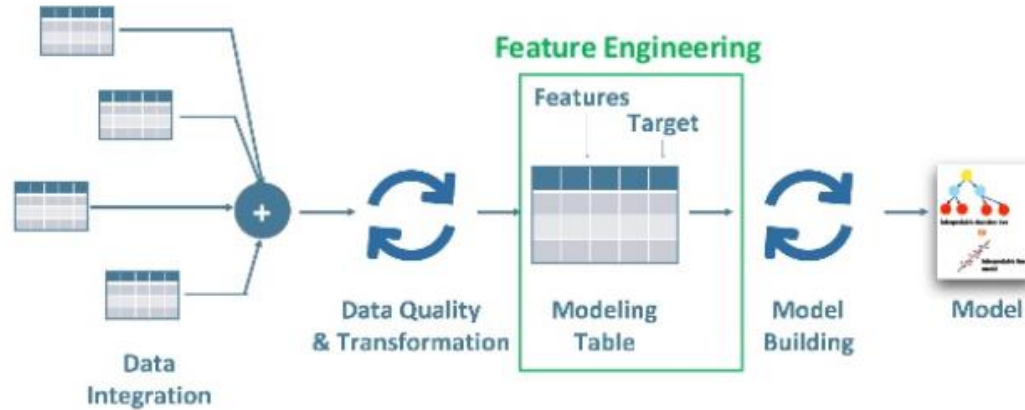 Feature Engineering
Features
Target
+
Data Integration
Data Quality
& Transformation
Modeling
Table
Model
Building
Model